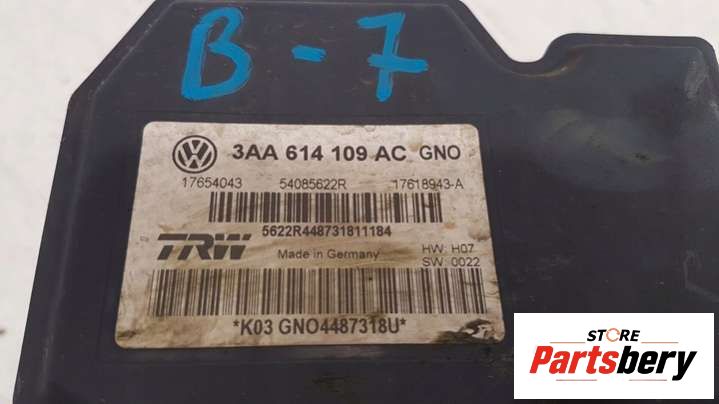 B-7
3AA 614 109 AC GNO
17654043 54085622R 17618943-A
5622R448731811184
TRW Made in Germany HW: H07
SW: 0022
*K03 GNO4487318U*
STORE
Partsbery